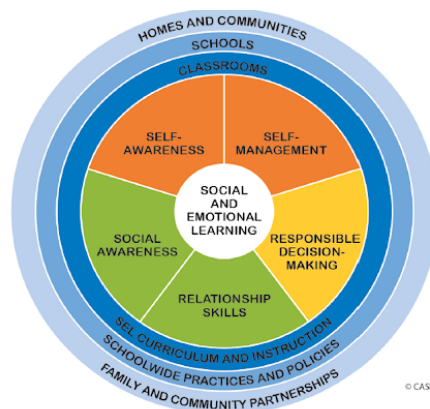 HOMES AND COMMUNITIES
SCHOOLS
CLASSROOMS
SELF-
AWARENESS
SELF-
MANAGEMENT
SOCIAL
AND
EMOTIONAL
LEARNING
SOCIAL
AWARENESS
RESPONSIBLE
DECISION-
MAKING
RELATIONSHIP
SKILLS
SEL CURRICULUM AND INSTRUCTION
SCHOOLWIDE PRACTICES AND POLICIES
FAMILY AND COMMUNITY PARTNERSHIPS
© CAS